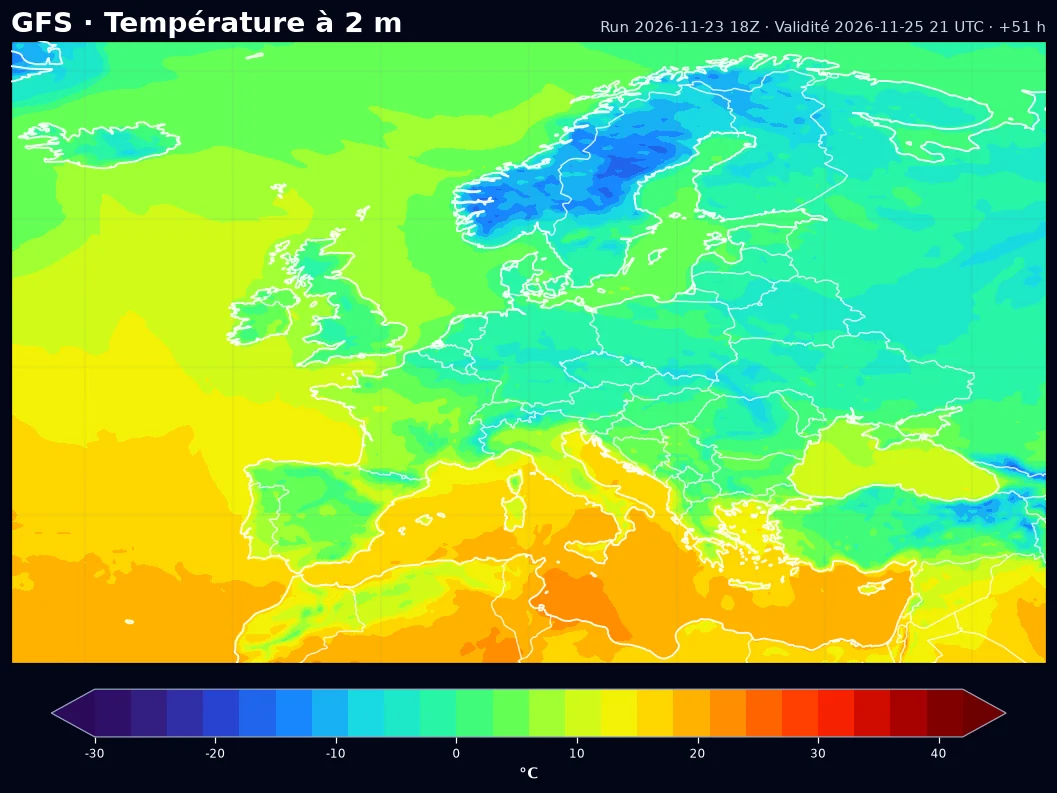 GFS · Température à 2 m
Run 2026-11-23 18Z · Validité 2026-11-25 21 UTC · +51 h
-30 -20 -10 0 10 20 30 40
°C